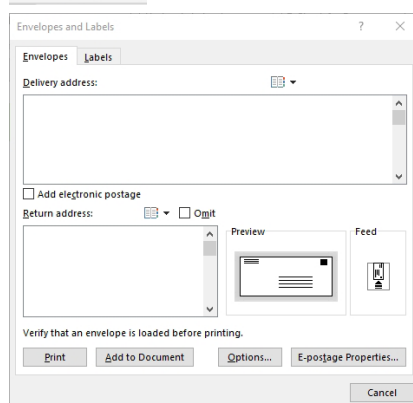 Envelopes and Labels ? ×
Envelopes Labels
Delivery address:
Add electronic postage
Return address: Omit
Preview Feed
Verify that an envelope is loaded before printing.
Print Add to Document Options... E-postage Properties...
Cancel